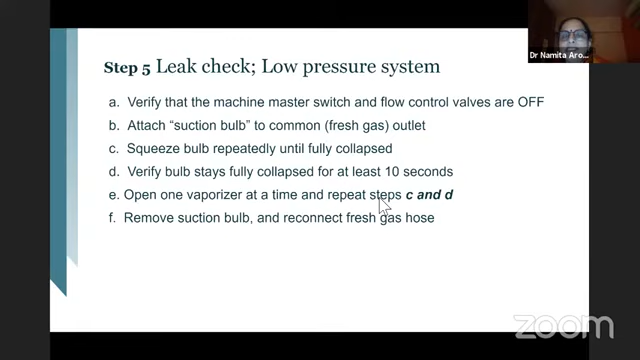 Dr Namita Aro...
Step 5 Leak check; Low pressure system
a. Verify that the machine master switch and flow control valves are OFF
b. Attach “suction bulb” to common (fresh gas) outlet
c. Squeeze bulb repeatedly until fully collapsed
d. Verify bulb stays fully collapsed for at least 10 seconds
e. Open one vaporizer at a time and repeat steps c and d
f. Remove suction bulb, and reconnect fresh gas hose
zoom